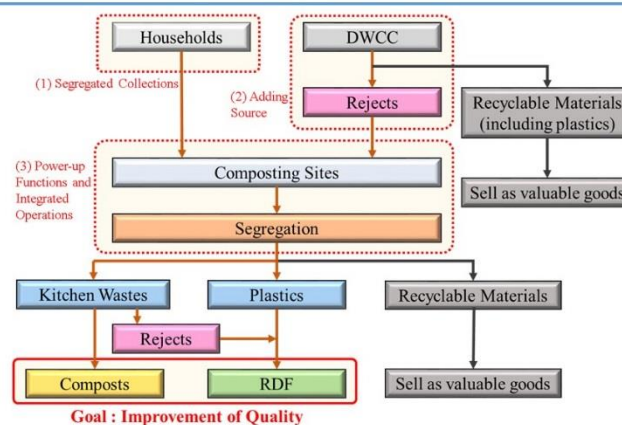 Households
DWCC
(1) Segregated Collections
(2) Adding
Source
Rejects
Recyclable Materials
(including plastics)
(3) Power-up
Functions and
Integrated
Operations
Composting Sites
Sell as valuable goods
Segregation
Kitchen Wastes
Plastics
Recyclable Materials
Rejects
Composts
RDF
Sell as valuable goods
Goal : Improvement of Quality